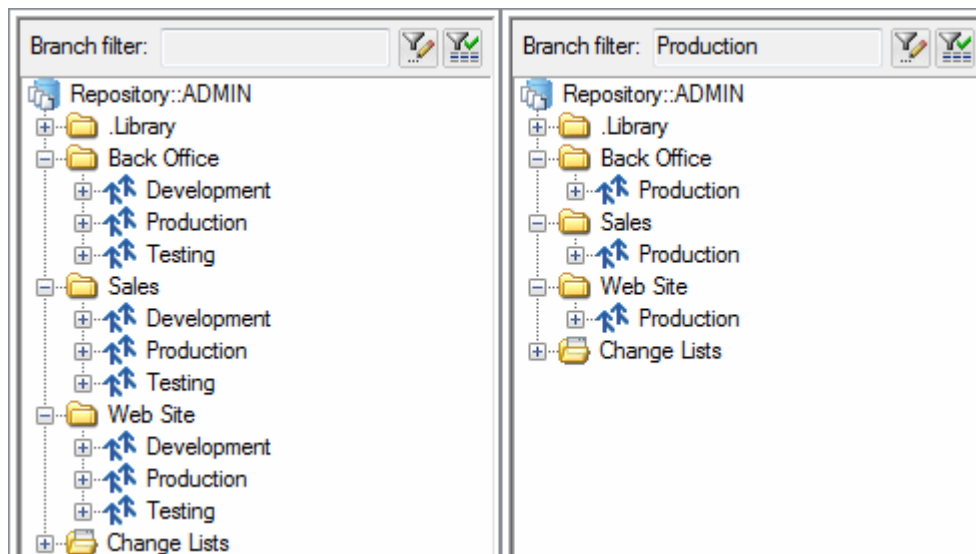 Branch filter:
Repository::ADMIN
.Library
Back Office
Development
Production
Testing
Sales
Development
Production
Testing
Web Site
Development
Production
Testing
Change Lists
Branch filter: Production
Repository::ADMIN
.Library
Back Office
Production
Sales
Production
Web Site
Production
Change Lists